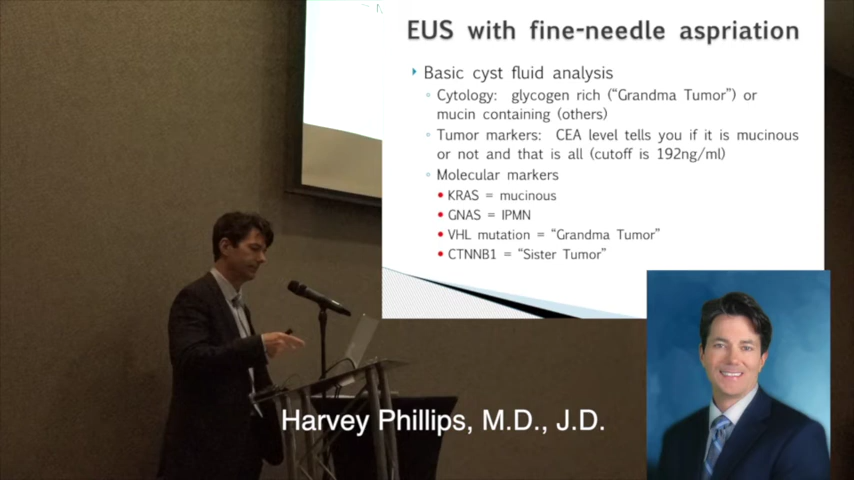 EUS with fine-needle aspriation
Basic cyst fluid analysis
Cytology: glycogen rich ("Grandma Tumor") or
mucin containing (others)
Tumor markers: CEA level tells you if it is mucinous
or not and that is all (cutoff is 192ng/ml)
Molecular markers
KRAS = mucinous
GNAS = IPMN
VHL mutation = "Grandma Tumor"
CTNNB1 = "Sister Tumor"
Harvey Phillips, M.D., J.D.